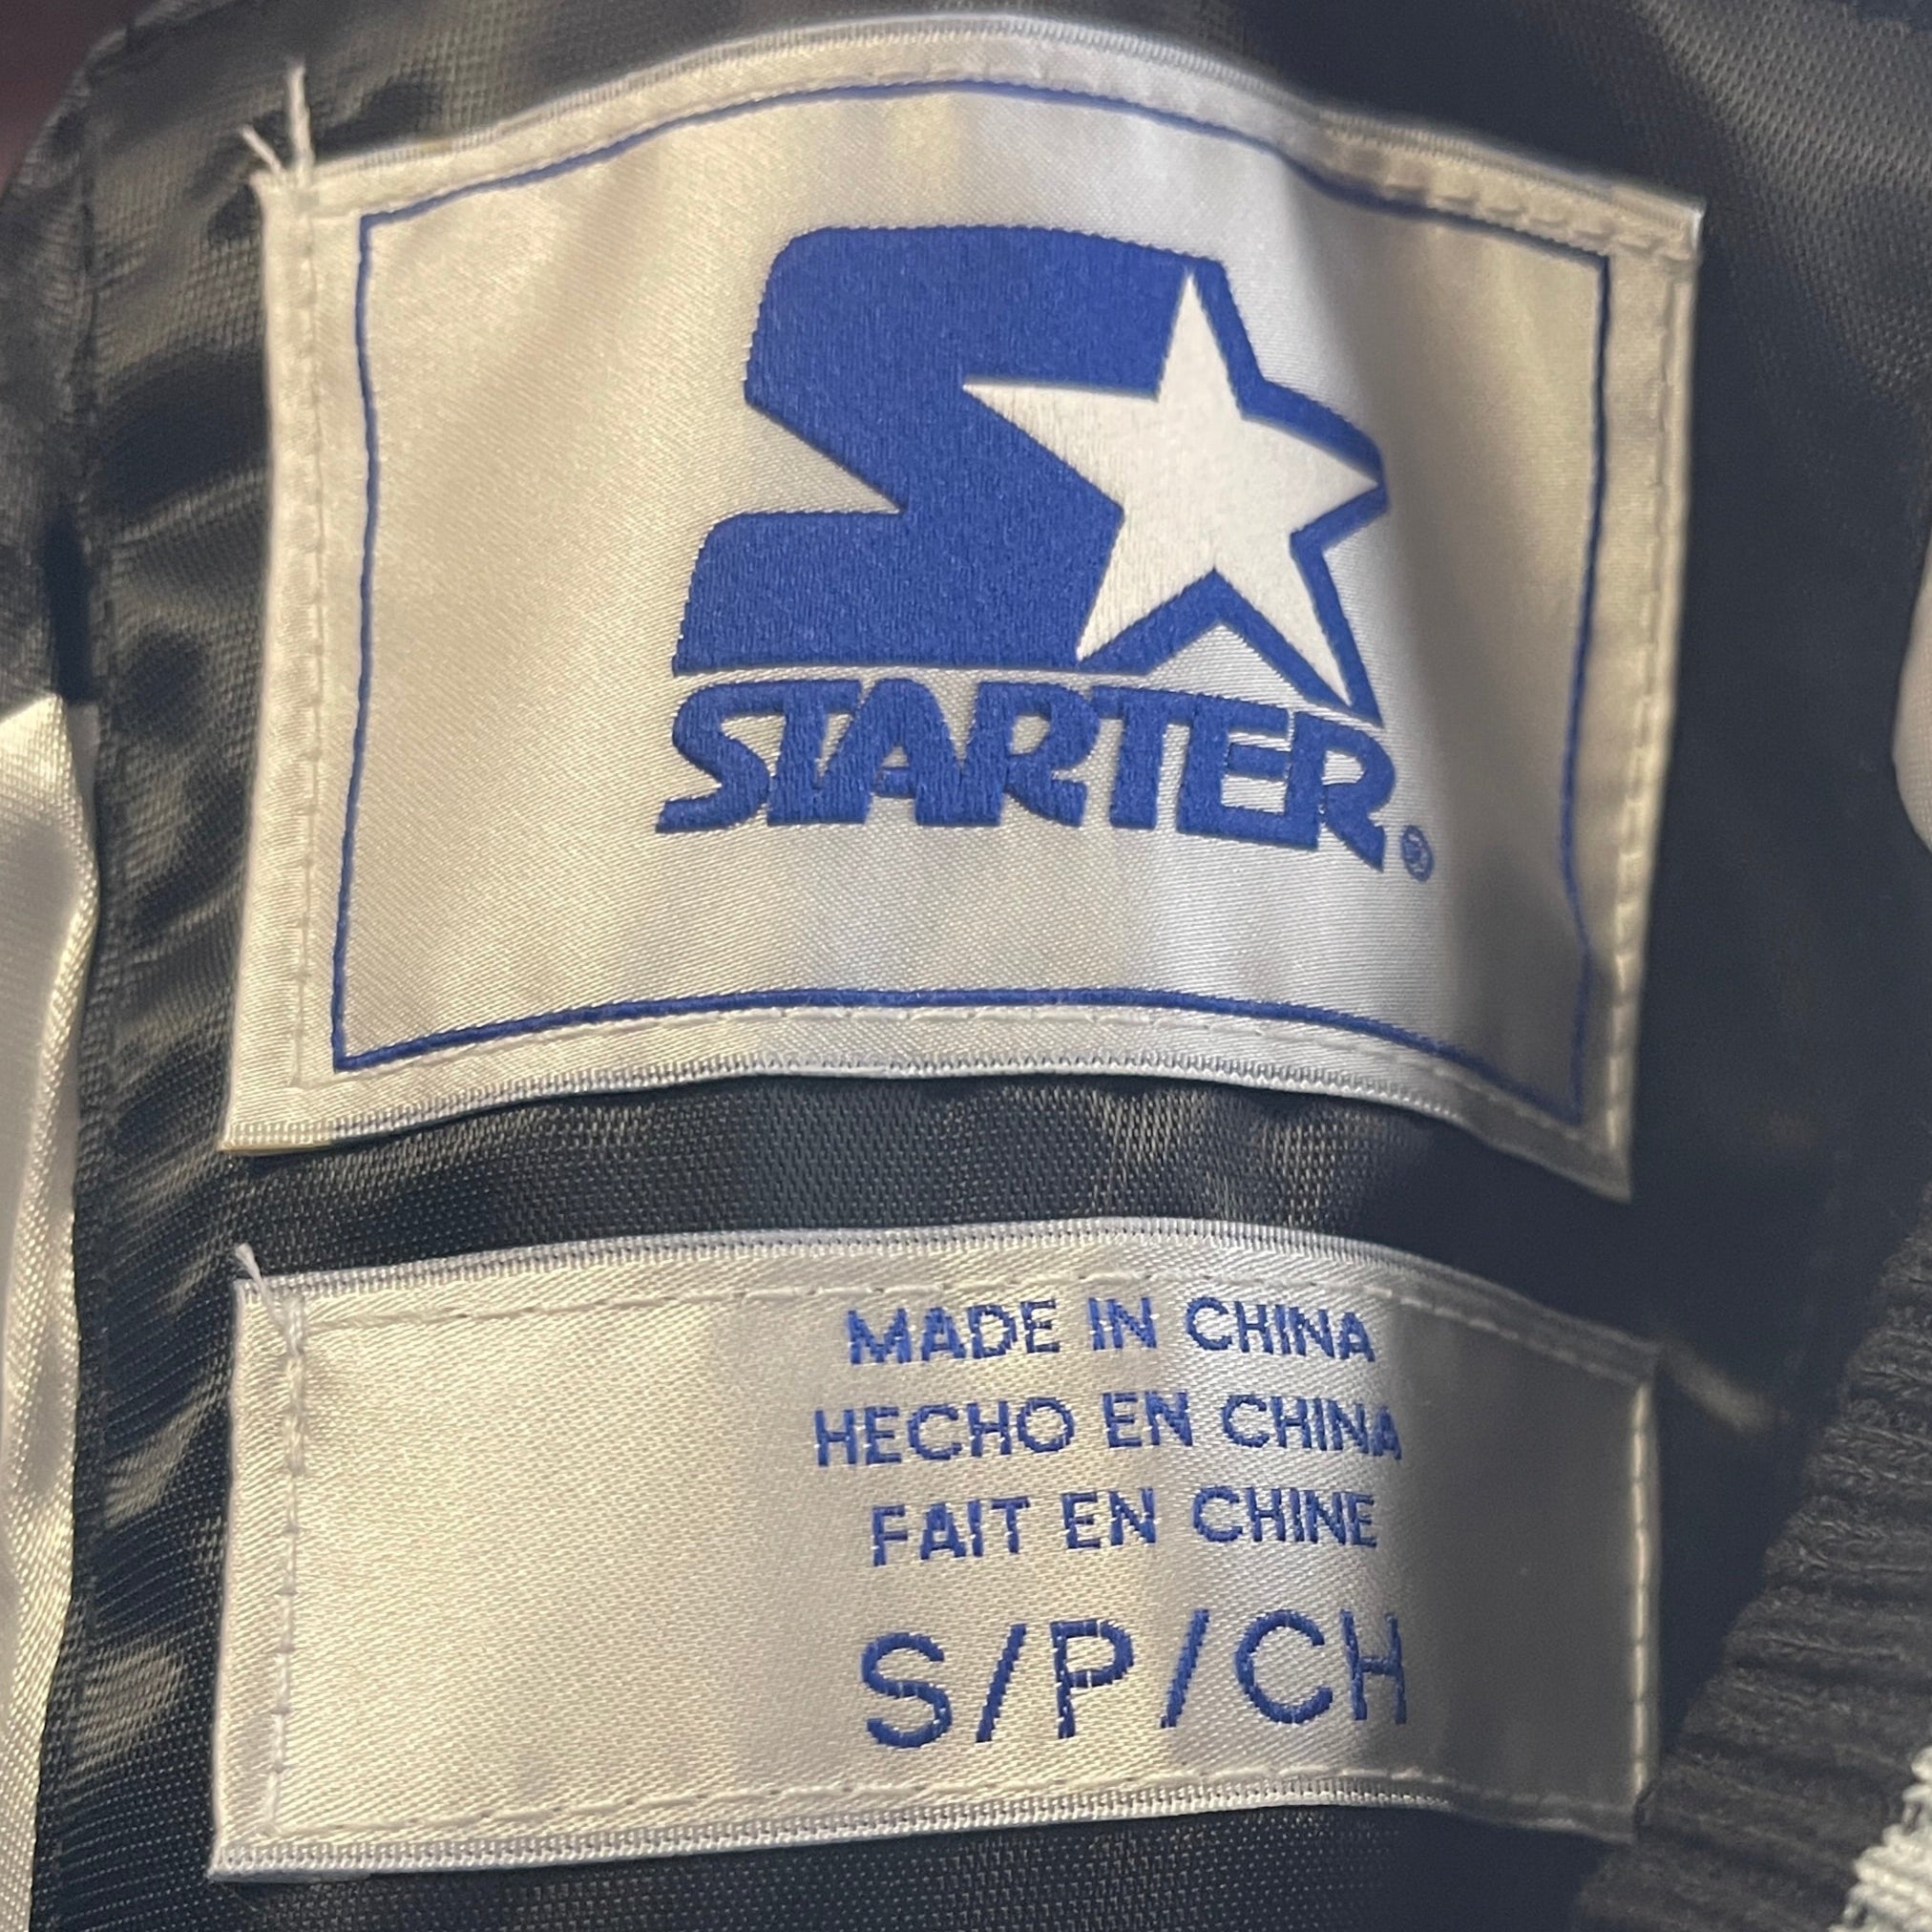 STARTER®
MADE IN CHINA
HECHO EN CHINA
FAIT EN CHINE
S/P/CH